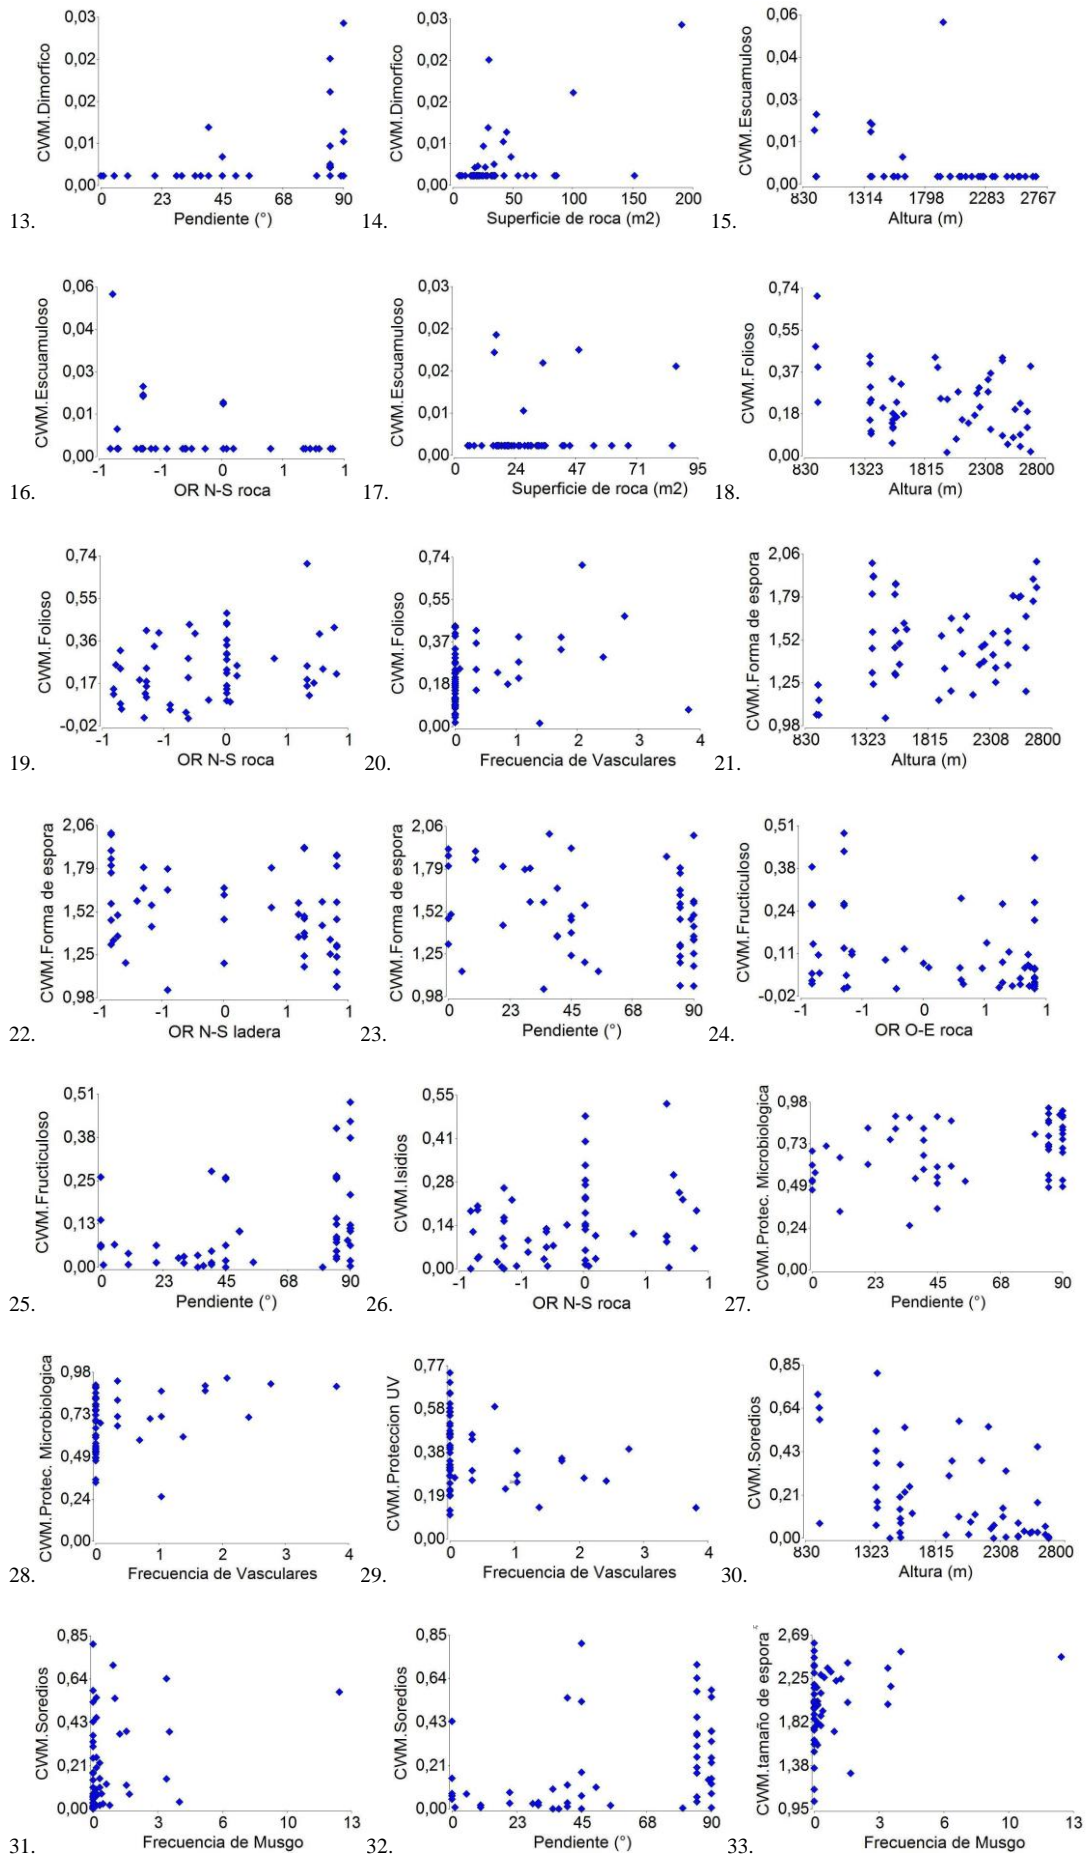 CWM.Dimorfico
0,03
0,02
0,02
0,01
0,01
0,00
0 23 45 68 90
Pendiente (°)
13.
CWM.Dimorfico
0,03
0,02
0,02
0,01
0,01
0,00
0 50 100 150 200
Superficie de roca (m2)
14.
CWM.Escuamuloso
0,06
0,04
0,03
0,01
0,00
830 1314 1798 2283 2767
Altura (m)
15.
CWM.Escuamuloso
0,06
0,04
0,03
0,01
0,00
-1 -1 0 1 1
OR N-S roca
16.
CWM.Escuamuloso
0,03
0,02
0,02
0,01
0,01
0,00
0 24 47 71 95
Superficie de roca (m2)
17.
CWM.Folioso
0,74
0,55
0,37
0,18
0,00
830 1323 1815 2308 2800
Altura (m)
18.
CWM.Folioso
0,74
0,55
0,36
0,17
-0,02
-1 -1 0 1 1
OR N-S roca
19.
CWM.Folioso
0,74
0,55
0,37
0,18
0,00
0 1 2 3 4
Frecuencia de Vasculares
20.
CWM.Forma de espora
2,06
1,79
1,52
1,25
0,98
830 1323 1815 2308 2800
Altura (m)
21.
CWM.Forma de espora
2,06
1,79
1,52
1,25
0,98
-1 -1 0 1 1
OR N-S ladera
22.
CWM.Forma de espora
2,06
1,79
1,52
1,25
0,98
0 23 45 68 90
Pendiente (°)
23.
CWM.Fructiculoso
0,51
0,38
0,24
0,11
-0,02
-1 -1 0 1 1
OR O-E roca
24.
CWM.Fructiculoso
0,51
0,38
0,25
0,13
0,00
0 23 45 68 90
Pendiente (°)
25.
CWM.Isidios
0,55
0,41
0,28
0,14
0,00
-1 -1 0 1 1
OR N-S roca
26.
CWM.Protec. Microbiologica
0,98
0,73
0,49
0,24
0,00
0 23 45 68 90
Pendiente (°)
27.
CWM.Protec. Microbiologica
0,98
0,73
0,49
0,24
0,00
0 1 2 3 4
Frecuencia de Vasculares
28.
CWM.Proteccion UV
0,77
0,58
0,38
0,19
0,00
0 1 2 3 4
Frecuencia de Vasculares
29.
CWM.Soredios
0,85
0,64
0,43
0,21
0,00
830 1323 1815 2308 2800
Altura (m)
30.
CWM.Soredios
0,85
0,64
0,43
0,21
0,00
0 3 6 10 13
Frecuencia de Musgo
31.
CWM.Soredios
0,85
0,64
0,43
0,21
0,00
0 23 45 68 90
Pendiente (°)
32.
CWM.tamaño de espora
2,69
2,25
1,82
1,38
0,95
0 3 6 10 13
Frecuencia de Musgo
33.